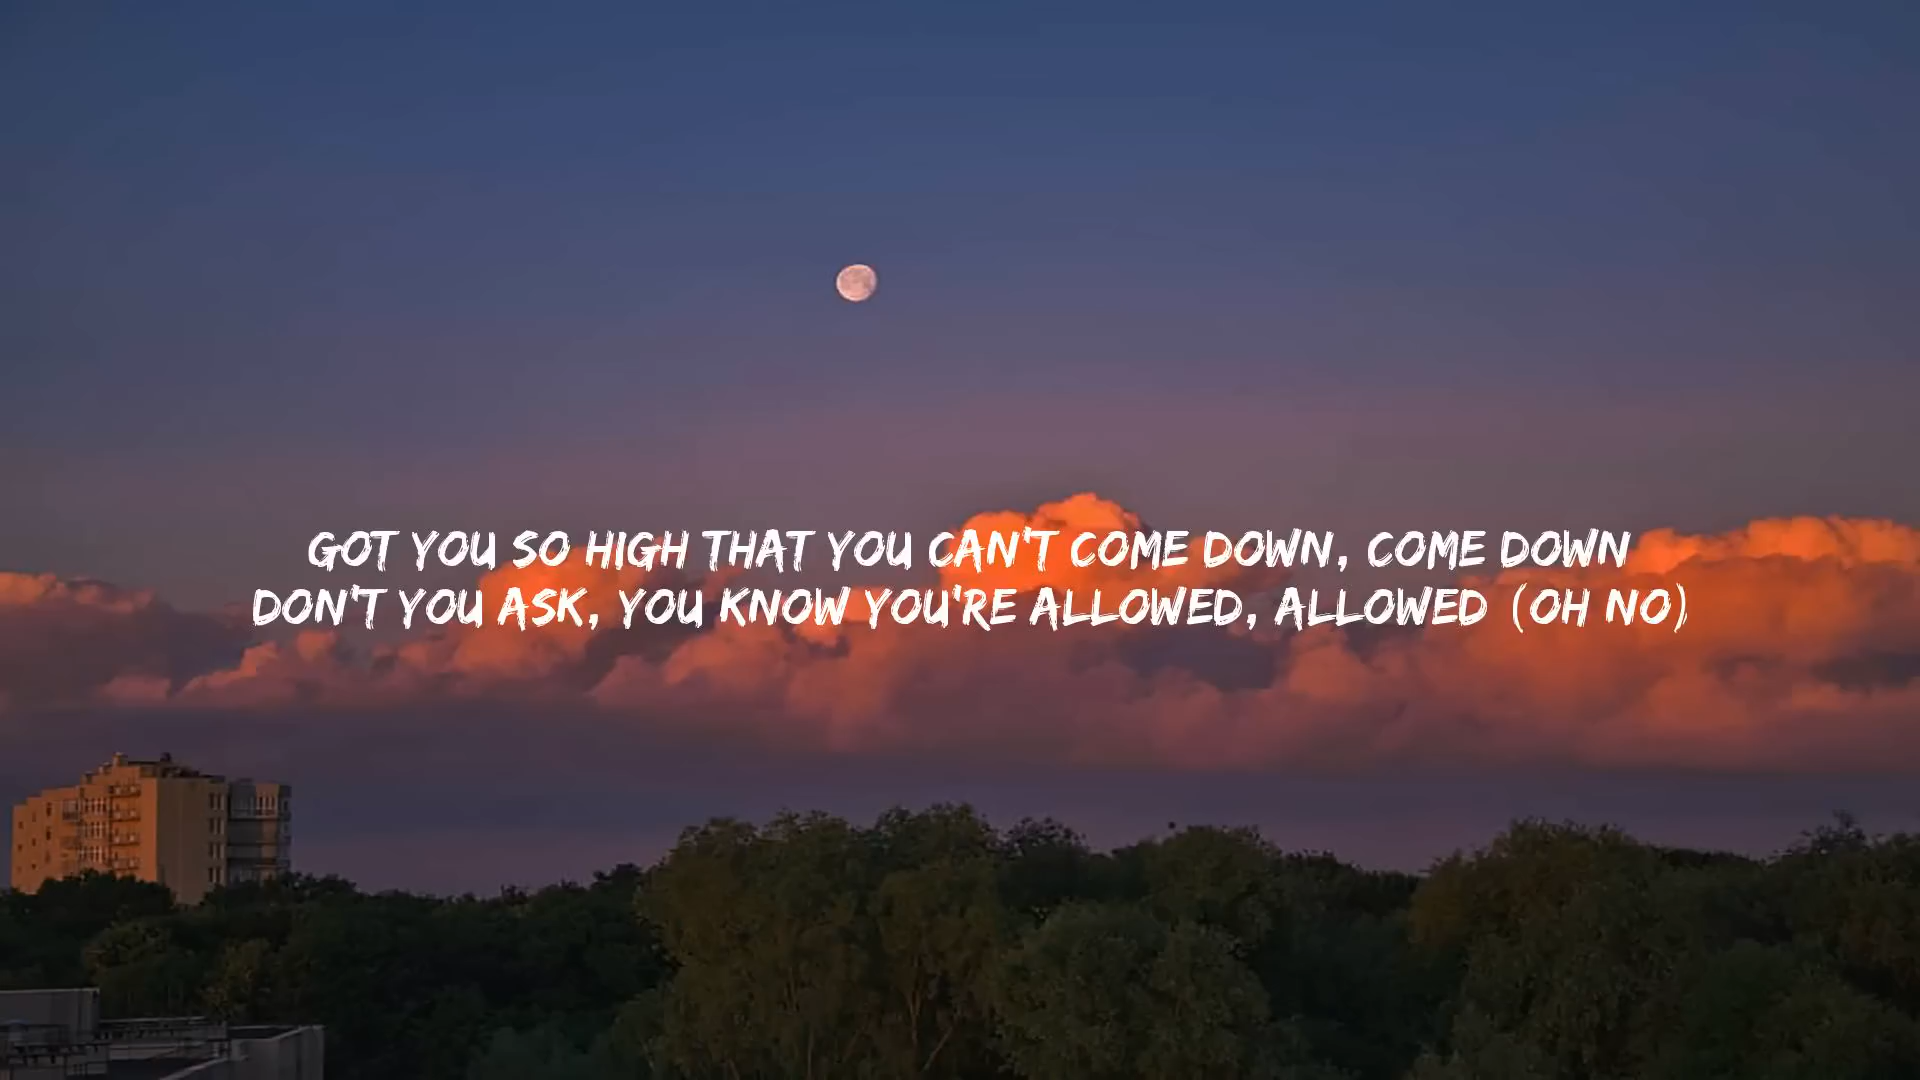 GOT YOU SO HIGH THAT YOU CAN'T COME DOWN, COME DOWN
DON'T YOU ASK, YOU KNOW YOU'RE ALLOWED, ALLOWED (OH NO)